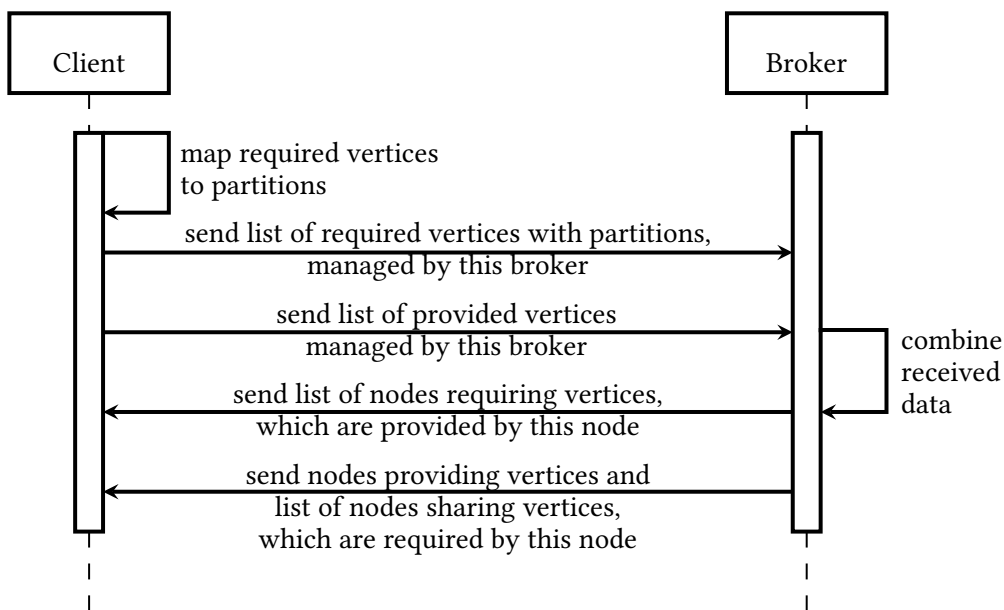 Client
Broker
map required vertices
to partitions
send list of required vertices with partitions,
managed by this broker
send list of provided vertices
managed by this broker
combine
received
data
send list of nodes requiring vertices,
which are provided by this node
send nodes providing vertices and
list of nodes sharing vertices,
which are required by this node